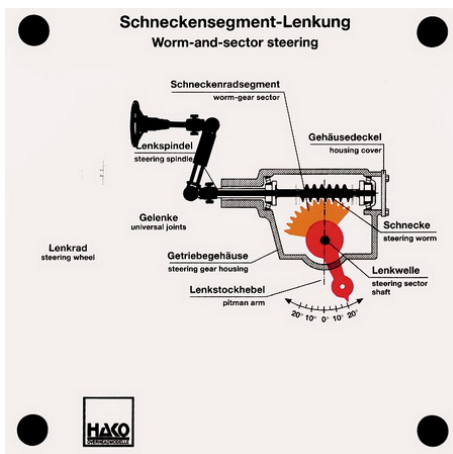 Schneckensegment-Lenkung
Worm-and-sector steering
Schneckenradsegment
worm-gear sector
Lenkspindel
steering spindle
Gehäusedeckel
housing cover
Gelenke
universal joints
Schnecke
steering worm
Lenkrad
steering wheel
Getriebegehäuse
steering gear housing
Lenkwelle
steering sector
shaft
Lenkstockhebel
pitman arm
20° 10° 0° 10° 20°
HAKO
OVERHEADMODELLE